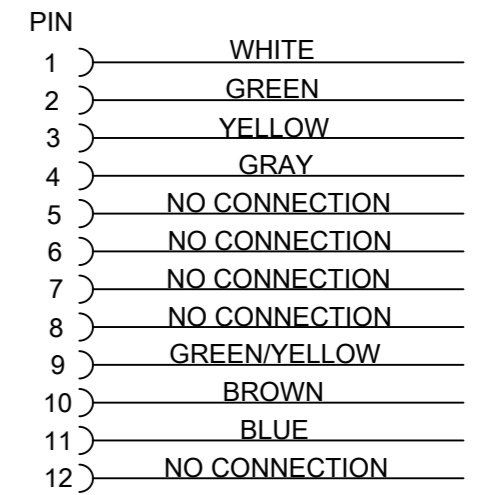 PIN
1 WHITE
2 GREEN
3 YELLOW
4 GRAY
5 NO CONNECTION
6 NO CONNECTION
7 NO CONNECTION
8 NO CONNECTION
9 GREEN/YELLOW
10 BROWN
11 BLUE
12 NO CONNECTION